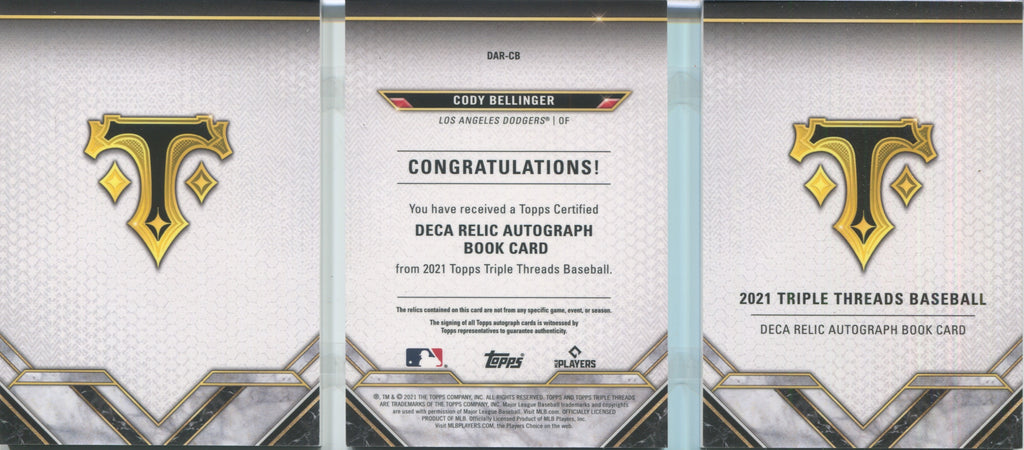 DAR-CB
CODY BELLINGER
LOS ANGELES DODGERS® | OF
CONGRATULATIONS!
You have received a Topps Certified
DECA RELIC AUTOGRAPH
BOOK CARD
from 2021 Topps Triple Threads Baseball.
The relics contained on this card are not from any specific game, event, or season.
The signing of all Topps autograph cards is witnessed by
Topps representatives to guarantee authenticity.
Topps®
MLB PLAYERS
®, TM & © 2021 THE TOPPS COMPANY, INC. ALL RIGHTS RESERVED. TOPPS AND TOPPS TRIPLE THREADS
ARE TRADEMARKS OF THE TOPPS COMPANY, INC. Major League Baseball trademarks and copyrights
are used with permission of Major League Baseball. Visit MLB.com. OFFICIALLY LICENSED
PRODUCT OF MLB Players, Inc.
Visit MLBPLAYERS.COM, the Players Choice on the web.
T
T
2021 TRIPLE THREADS BASEBALL
DECA RELIC AUTOGRAPH BOOK CARD